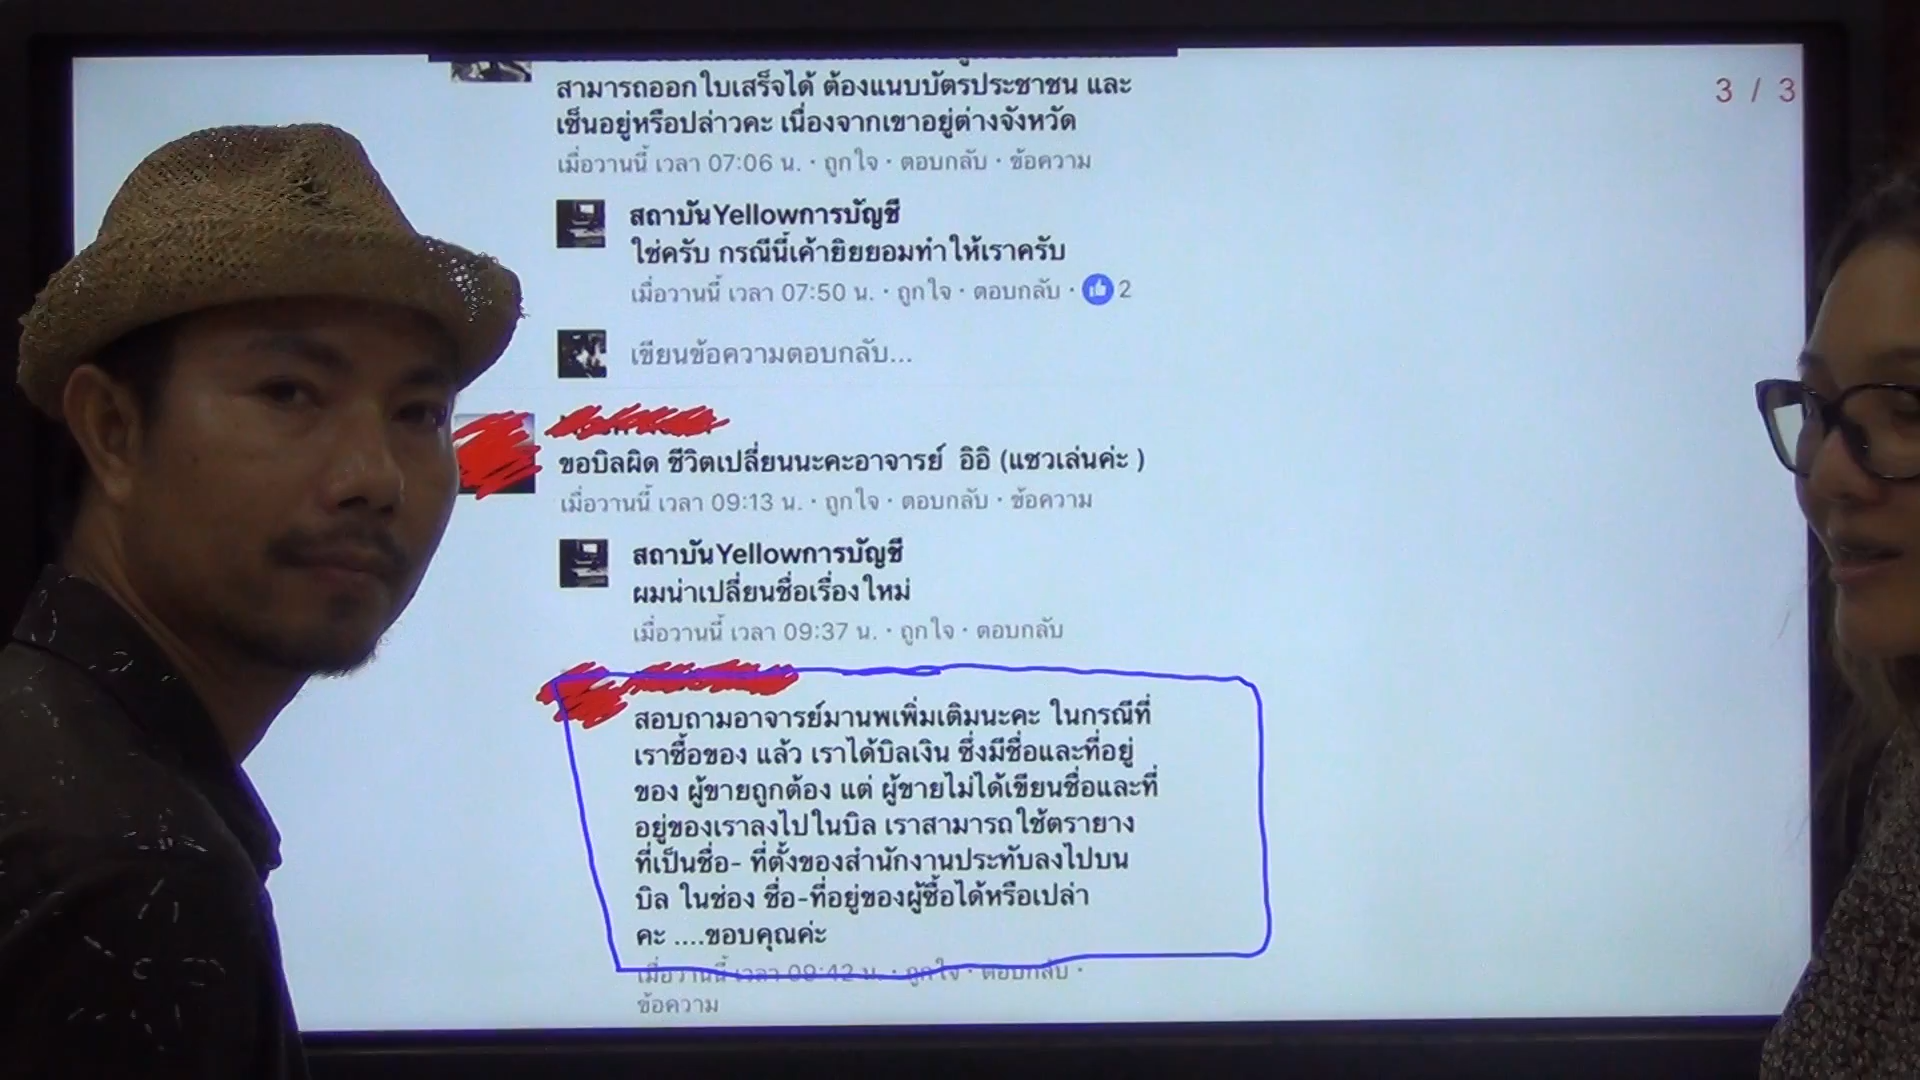 สามารถออกใบเสร็จได้ ต้องแนบบัตรประชาชน และ
เซ็นอยู่หรือปล่าวคะ เนื่องจากเขาอยู่ต่างจังหวัด
เมื่อวานนี้ เวลา 07:06 น. · ถูกใจ · ตอบกลับ · ข้อความ
3 / 3
สถาบันYellowการบัญชี
ใช่ครับ กรณีนี้เค้ายิยยอมทำให้เราครับ
เมื่อวานนี้ เวลา 07:50 น. · ถูกใจ · ตอบกลับ · 2
เขียนข้อความตอบกลับ...
ขอบิลผิด ชีวิตเปลี่ยนนะคะอาจารย์ อิอิ (แซวเล่นค่ะ )
เมื่อวานนี้ เวลา 09:13 น. · ถูกใจ · ตอบกลับ · ข้อความ
สถาบันYellowการบัญชี
ผมน่าเปลี่ยนชื่อเรื่องใหม่
เมื่อวานนี้ เวลา 09:37 น. · ถูกใจ · ตอบกลับ
สอบถามอาจารย์มานพเพิ่มเติมนะคะ ในกรณีที่
เราซื้อของ แล้ว เราได้บิลเงิน ซึ่งมีชื่อและที่อยู่
ของ ผู้ขายถูกต้อง แต่ ผู้ขายไม่ได้เขียนชื่อและที่
อยู่ของเราลงไปในบิล เราสามารถใช้ตรายาง
ที่เป็นชื่อ- ที่ตั้งของสำนักงานประทับลงไปบน
บิล ในช่อง ชื่อ-ที่อยู่ของผู้ซื้อได้หรือเปล่า
คะ ....ขอบคุณค่ะ
เมื่อวานนี้ เวลา 09:42 น. · ถูกใจ · ตอบกลับ ·
ข้อความ